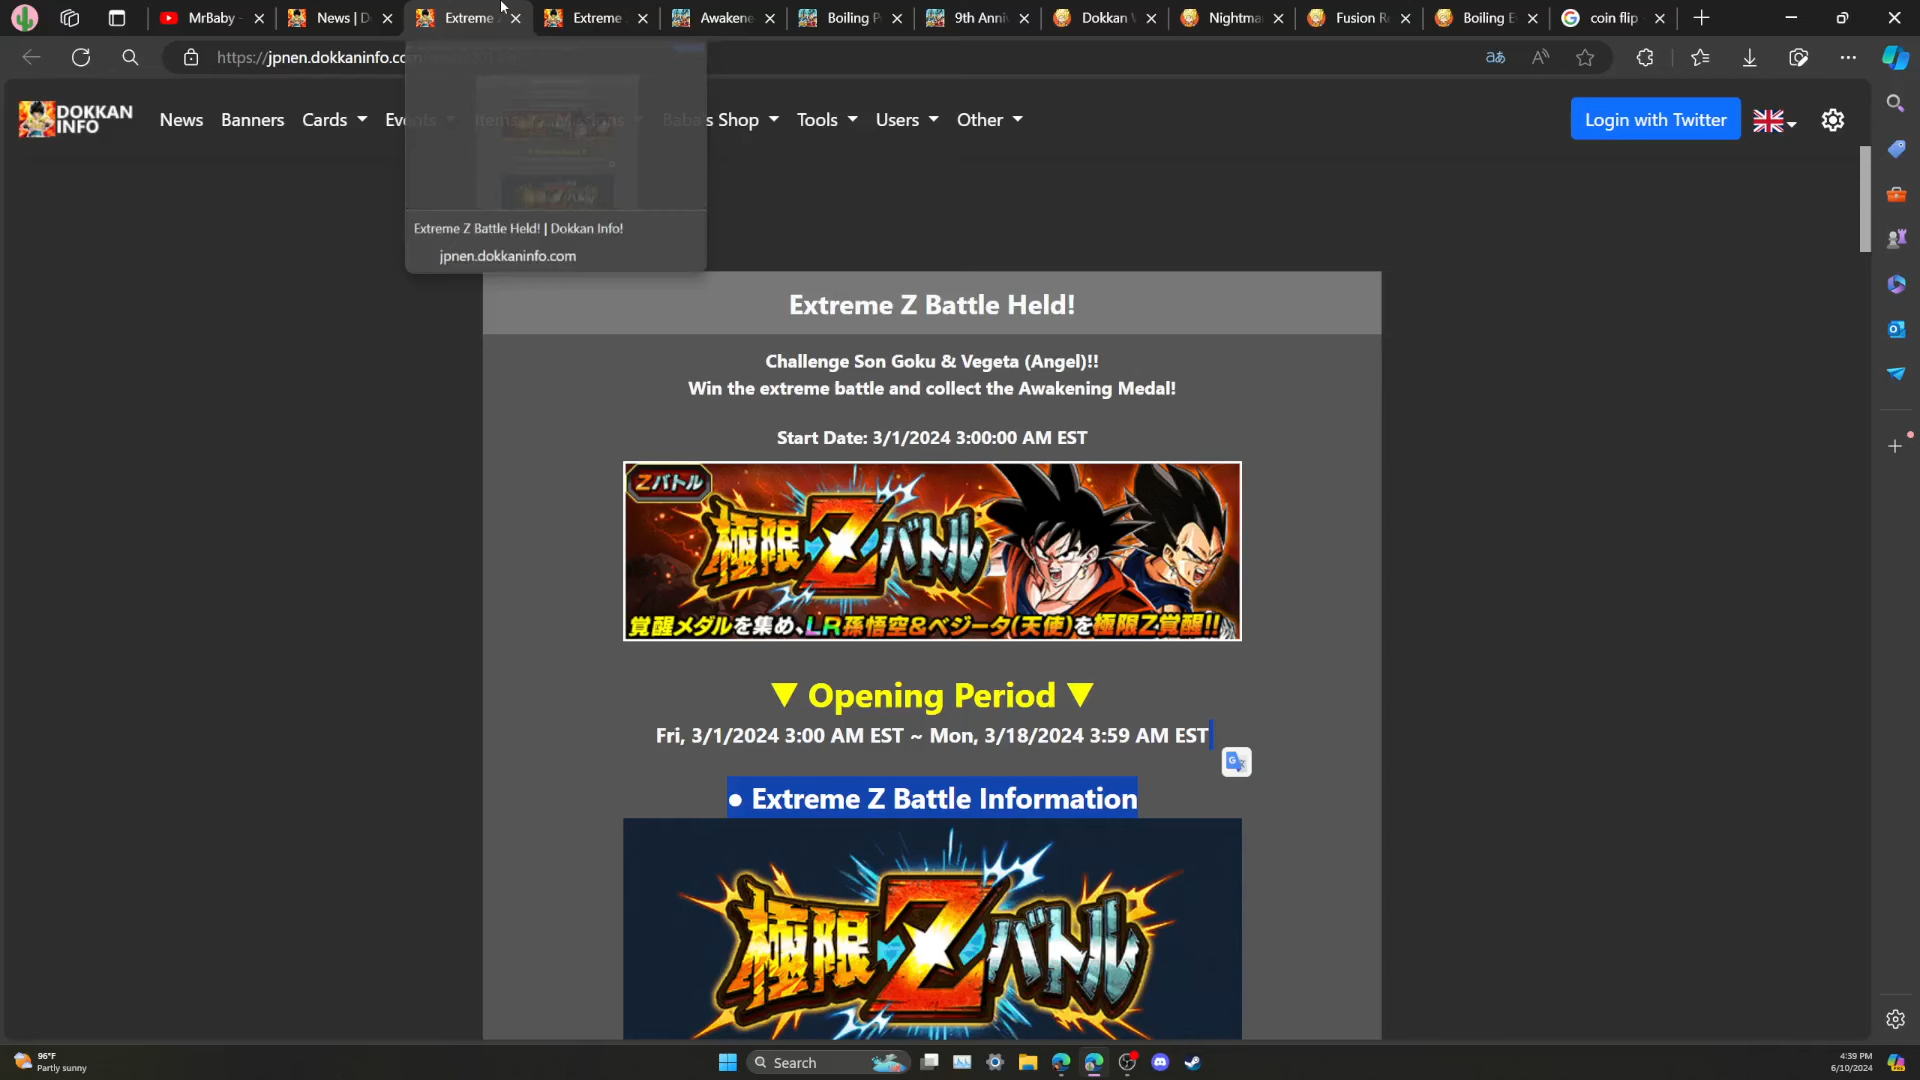 MrBaby -
News | D
Extreme
Extreme
Awakene
Boiling P
9th Anni
Dokkan
Nightma
Fusion R
Boiling E
coin flip
https://jpnen.dokkaninfo.co
DOKKAN
INFO
News
Banners
Cards
Events
Items
Missions
Baba's Shop
Tools
Users
Other
Login with Twitter
Extreme Z Battle Held! | Dokkan Info!
jpnen.dokkaninfo.com
Extreme Z Battle Held!
Challenge Son Goku & Vegeta (Angel)!!
Win the extreme battle and collect the Awakening Medal!
Start Date: 3/1/2024 3:00:00 AM EST
Zバトル
極限Zバトル
覚醒メダルを集め、LR孫悟空&ベジータ(天使)を極限Z覚醒!!
▼ Opening Period ▼
Fri, 3/1/2024 3:00 AM EST ~ Mon, 3/18/2024 3:59 AM EST
● Extreme Z Battle Information
極限Zバトル
96°F
Partly sunny
Search
4:39 PM
6/10/2024